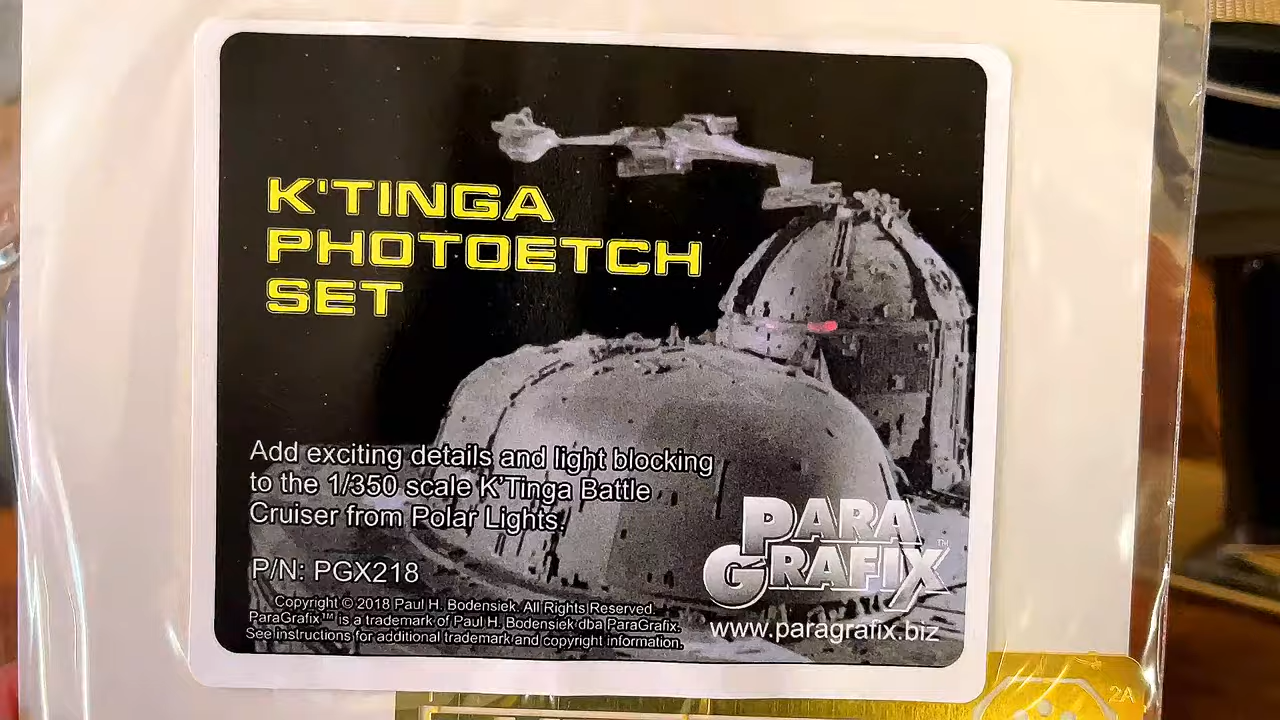 K'TINGA
PHOTOETCH
SET
Add exciting details and light blocking
to the 1/350 scale K'Tinga Battle
Cruiser from Polar Lights.
P/N: PGX218
Copyright © 2018 Paul H. Bodensiek. All Rights Reserved.
ParaGrafix™ is a trademark of Paul H. Bodensiek dba ParaGrafix.
See instructions for additional trademark and copyright information.
PARA
GRAFIX™
www.paragrafix.biz
2A